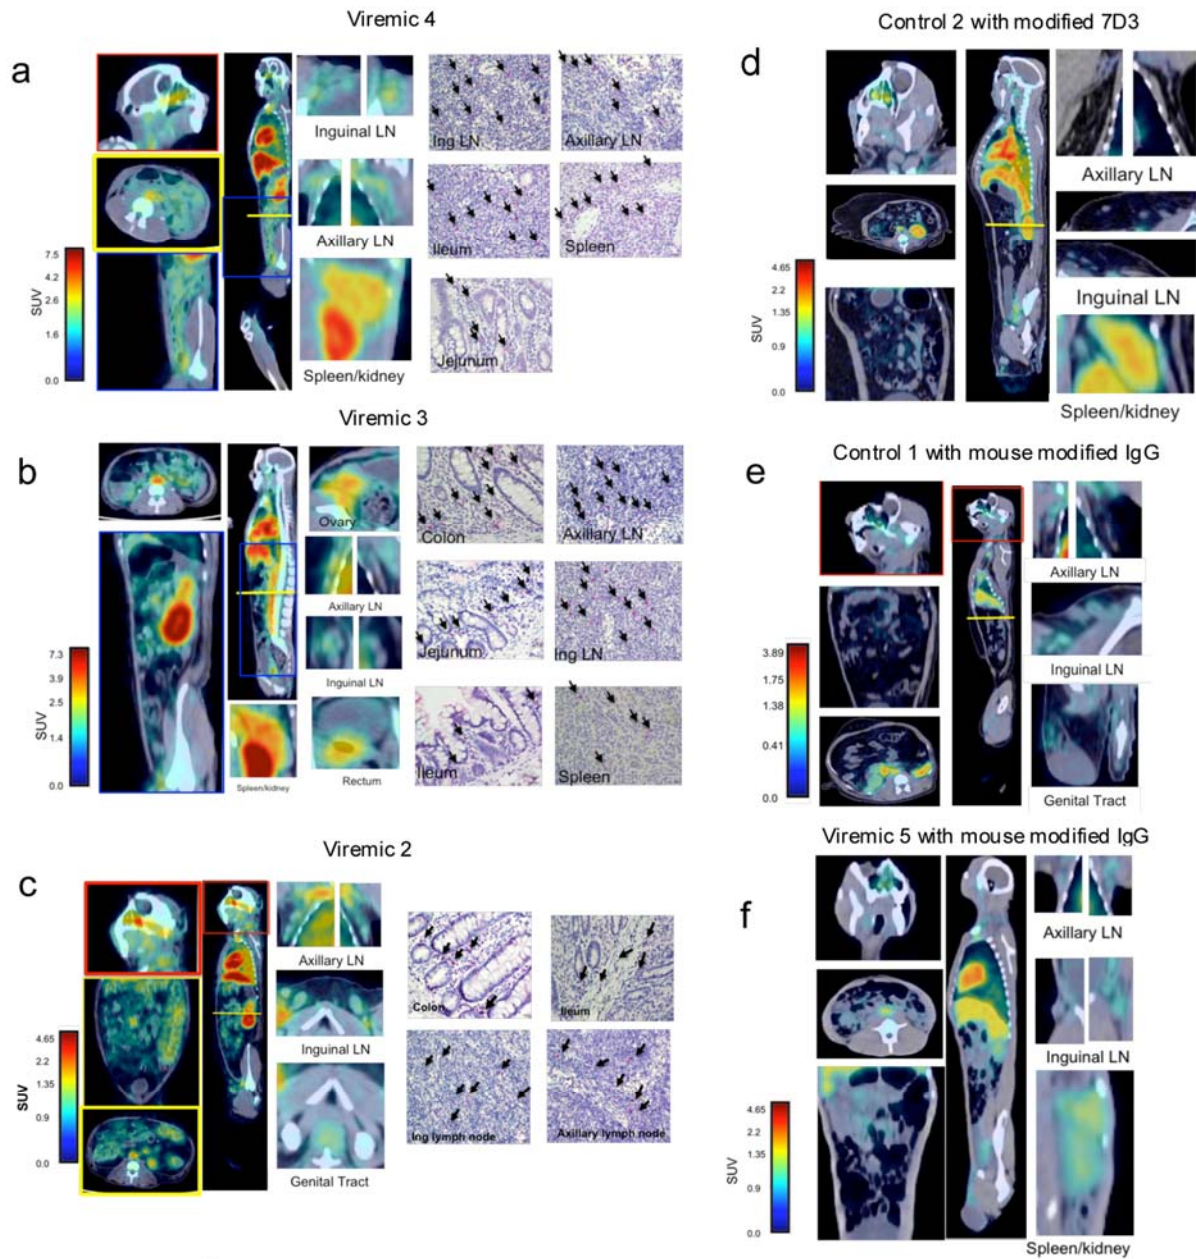 Viremic 4
a
Inguinal LN
Axillary LN
Spleen/kidney
Ing LN
Axillary LN
Ileum
Spleen
Jejunum
SUV
7.5
4.2
2.6
1.6
0.0
Viremic 3
b
Ovary
Axillary LN
Inguinal LN
Spleen/kidney
Rectum
Colon
Axillary LN
Jejunum
Ing LN
Ileum
Spleen
SUV
7.3
3.9
2.5
1.4
0.0
Viremic 2
c
Axillary LN
Inguinal LN
Genital Tract
Colon
Ileum
Ing lymph node
Axillary lymph node
SUV
4.65
2.2
1.35
0.9
0.0
Control 2 with modified 7D3
d
Axillary LN
Inguinal LN
Spleen/kidney
SUV
4.65
2.2
1.35
0.9
0.0
Control 1 with mouse modified IgG
e
Axillary LN
Inguinal LN
Genital Tract
SUV
3.89
1.75
1.38
0.41
0.0
Viremic 5 with mouse modified IgG
f
Axillary LN
Inguinal LN
Spleen/kidney
SUV
4.65
2.2
1.35
0.9
0.0